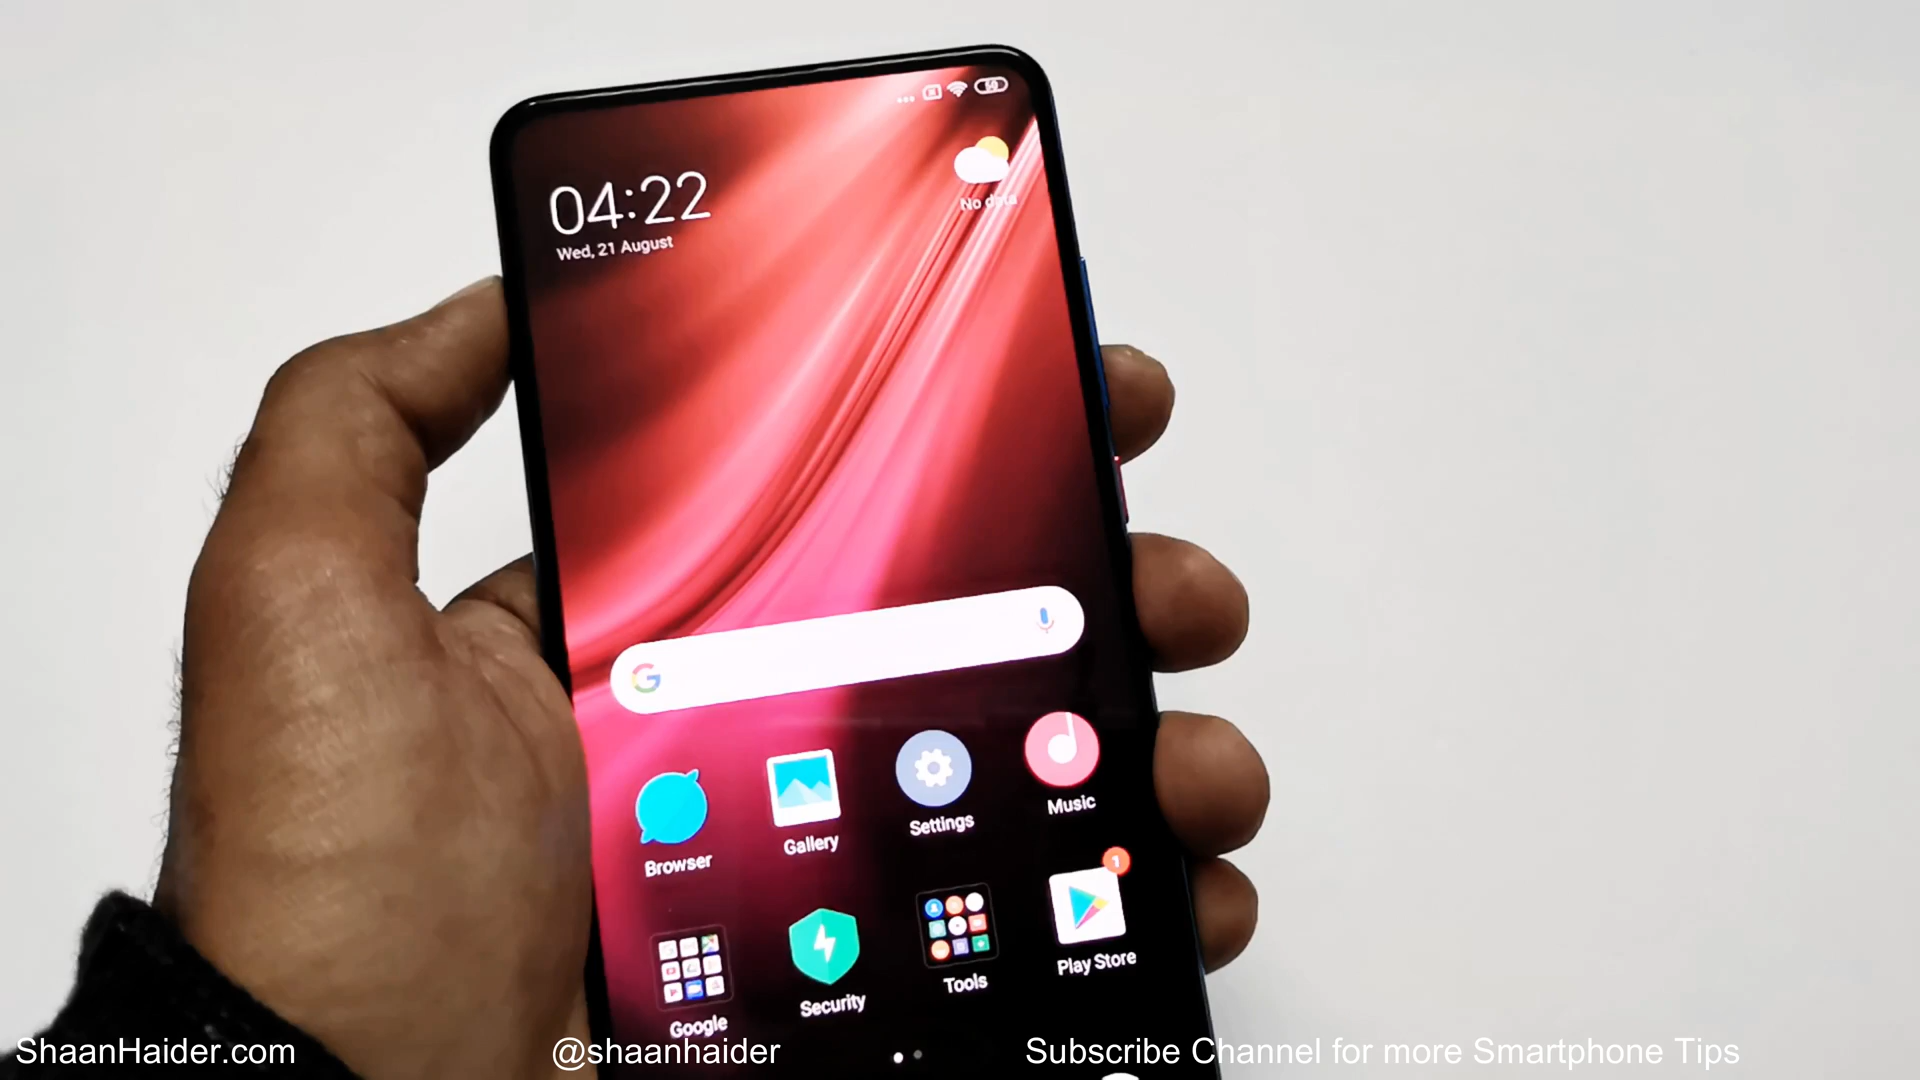 04:22
Wed, 21 August
No data
G
Browser
Gallery
Settings
Music
1
Google
Security
Tools
Play Store
ShaanHaider.com
@shaanhaider
Subscribe Channel for more Smartphone Tips